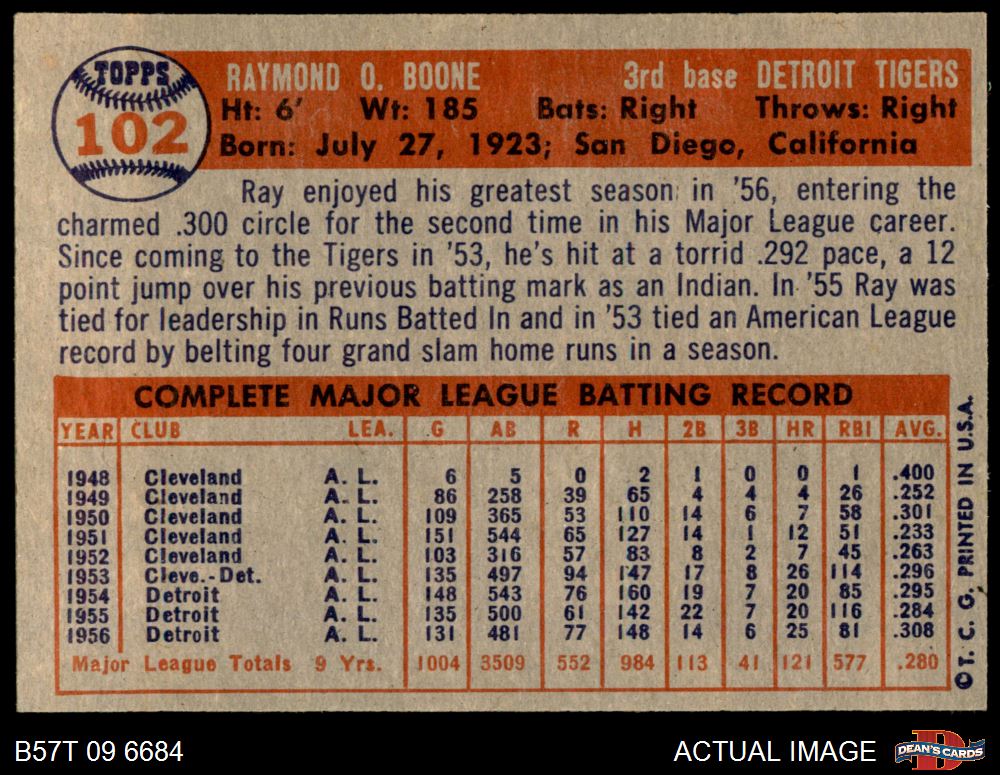 TOPPS
102
RAYMOND O. BOONE 3rd base DETROIT TIGERS
Ht: 6' Wt: 185 Bats: Right Throws: Right
Born: July 27, 1923; San Diego, California
Ray enjoyed his greatest season in '56, entering the
charmed .300 circle for the second time in his Major League career.
Since coming to the Tigers in '53, he's hit at a torrid .292 pace, a 12
point jump over his previous batting mark as an Indian. In '55 Ray was
tied for leadership in Runs Batted In and in '53 tied an American League
record by belting four grand slam home runs in a season.
COMPLETE MAJOR LEAGUE BATTING RECORD
YEAR CLUB LEA. G AB R H 2B 3B HR RBI AVG.
1948 Cleveland A. L. 6 5 0 2 1 0 0 1 .400
1949 Cleveland A. L. 86 258 39 65 4 4 4 26 .252
1950 Cleveland A. L. 109 365 53 110 14 6 7 58 .301
1951 Cleveland A. L. 151 544 65 127 14 1 12 51 .233
1952 Cleveland A. L. 103 316 57 83 8 2 7 45 .263
1953 Cleve.-Det. A. L. 135 497 94 147 17 8 26 114 .296
1954 Detroit A. L. 148 543 76 160 19 7 20 85 .295
1955 Detroit A. L. 135 500 61 142 22 7 20 116 .284
1956 Detroit A. L. 131 481 77 148 14 6 25 81 .308
Major League Totals 9 Yrs. 1004 3509 552 984 113 41 121 577 .280
©T. C. G. PRINTED IN U.S.A.
B57T 09 6684 ACTUAL IMAGE
DEAN'S CARDS